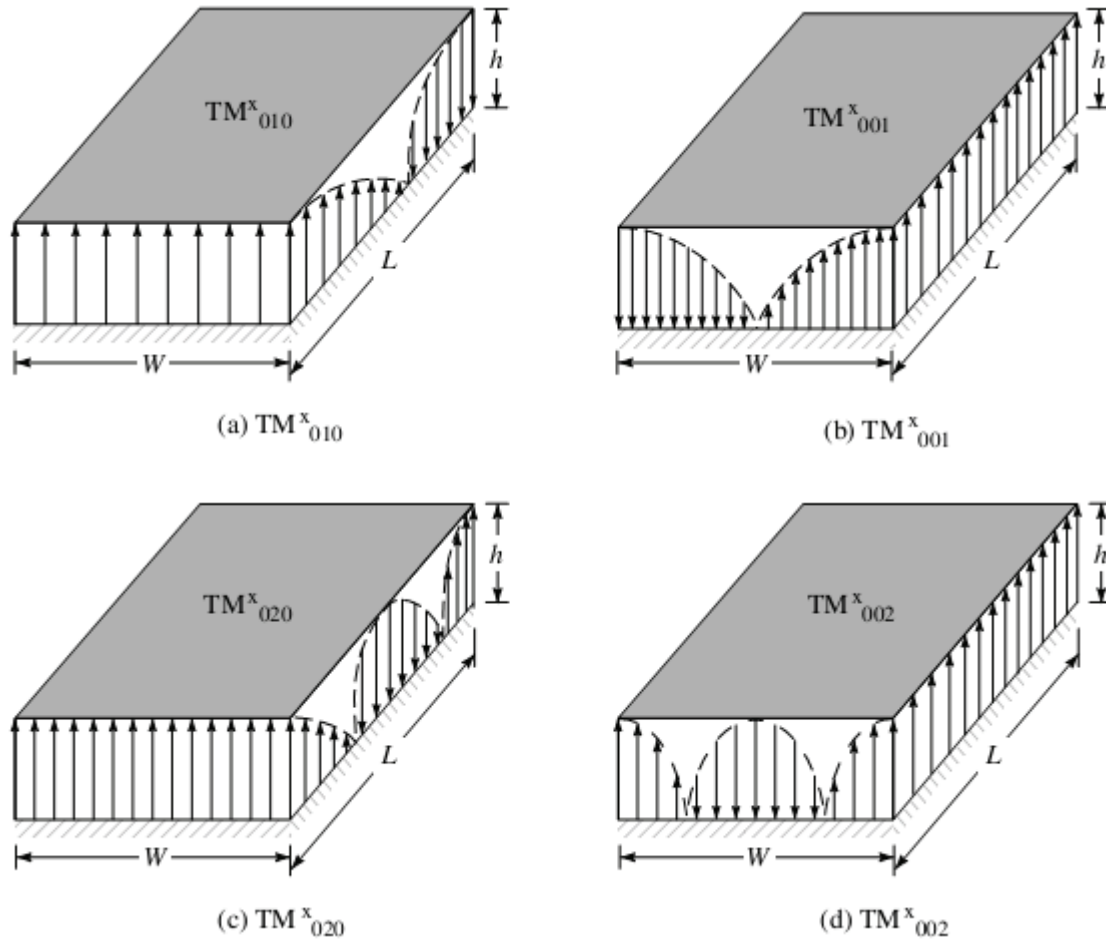 TMˣ₀₁₀
h
L
W
(a) TMˣ₀₁₀
TMˣ₀₀₁
h
L
W
(b) TMˣ₀₀₁
TMˣ₀₂₀
h
L
W
(c) TMˣ₀₂₀
TMˣ₀₀₂
h
L
W
(d) TMˣ₀₀₂